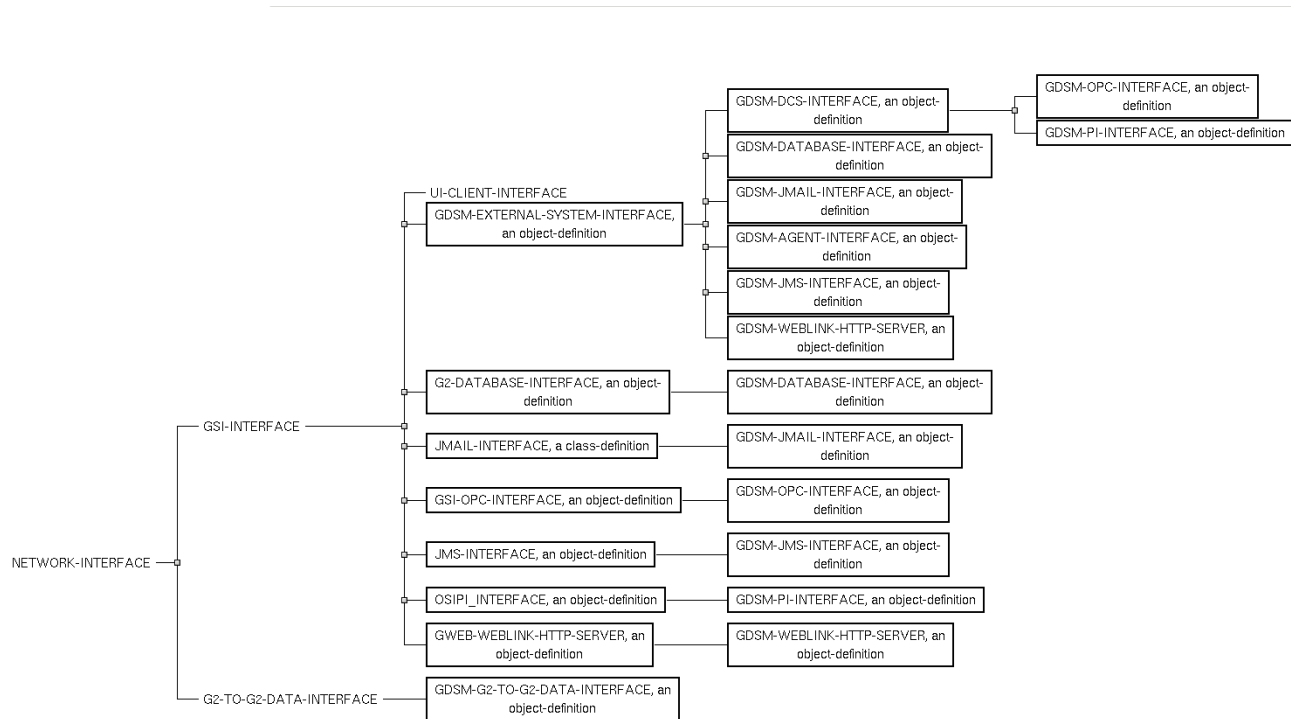 GDSM-OPC-INTERFACE, an object-
definition
GDSM-DCS-INTERFACE, an object-
definition
GDSM-PI-INTERFACE, an object-definition
GDSM-DATABASE-INTERFACE, an object-
definition
UI-CLIENT-INTERFACE
GDSM-JMAIL-INTERFACE, an object-
definition
GDSM-EXTERNAL-SYSTEM-INTERFACE,
an object-definition
GDSM-AGENT-INTERFACE, an object-
definition
GDSM-JMS-INTERFACE, an object-
definition
GDSM-WEBLINK-HTTP-SERVER, an
object-definition
G2-DATABASE-INTERFACE, an object-
definition
GDSM-DATABASE-INTERFACE, an object-
definition
GSI-INTERFACE
JMAIL-INTERFACE, a class-definition
GDSM-JMAIL-INTERFACE, an object-
definition
GSI-OPC-INTERFACE, an object-definition
GDSM-OPC-INTERFACE, an object-
definition
NETWORK-INTERFACE
JMS-INTERFACE, an object-definition
GDSM-JMS-INTERFACE, an object-
definition
OSIPI_INTERFACE, an object-definition
GDSM-PI-INTERFACE, an object-definition
GWEB-WEBLINK-HTTP-SERVER, an
object-definition
GDSM-WEBLINK-HTTP-SERVER, an
object-definition
G2-TO-G2-DATA-INTERFACE
GDSM-G2-TO-G2-DATA-INTERFACE, an
object-definition